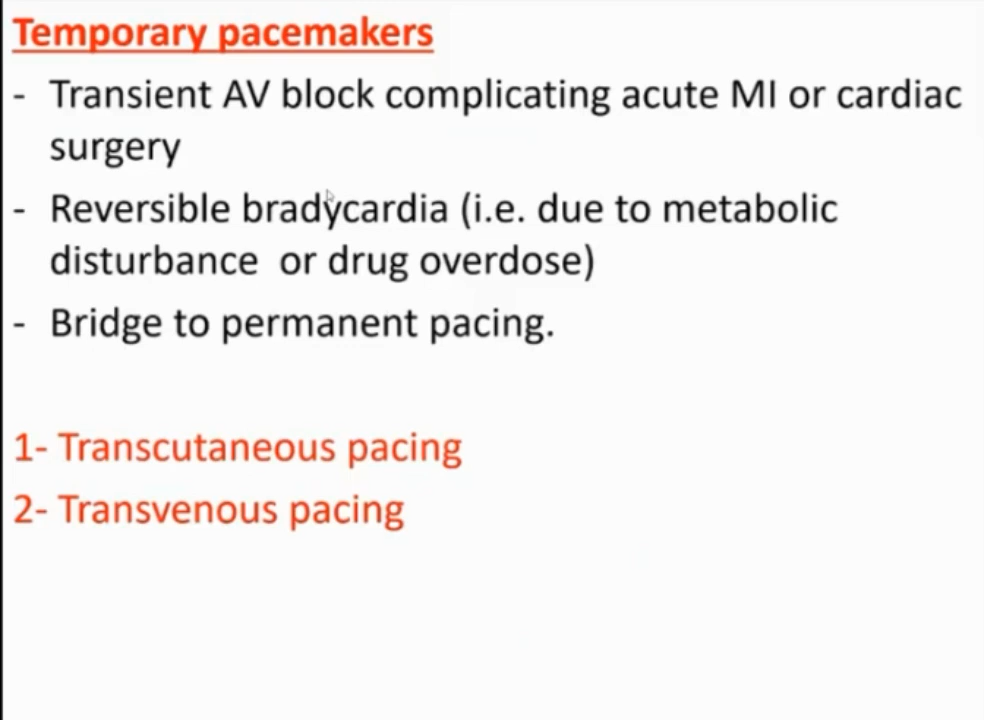 Temporary pacemakers
- Transient AV block complicating acute MI or cardiac
surgery
- Reversible bradycardia (i.e. due to metabolic
disturbance or drug overdose)
- Bridge to permanent pacing.
1- Transcutaneous pacing
2- Transvenous pacing